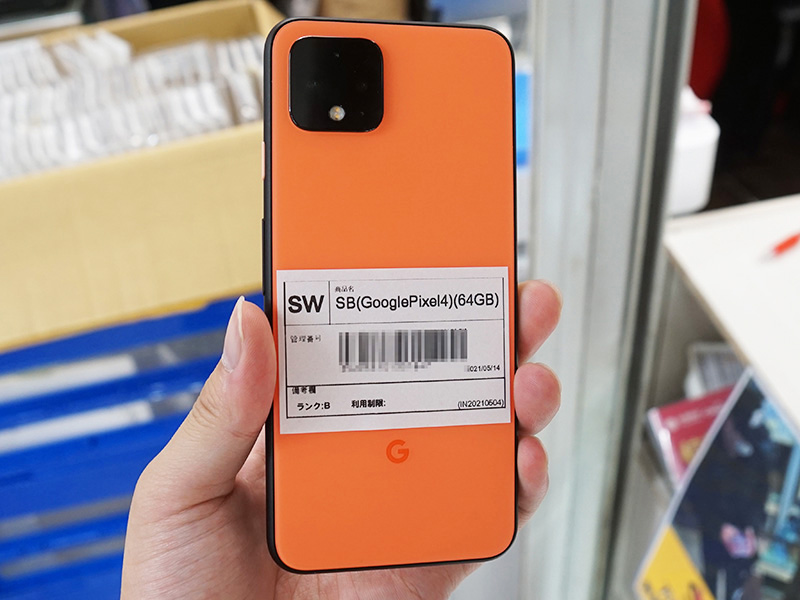 SW
商品名
SB(GooglePixel4)(64GB)
管理番号
021/05/14
備考欄
ランク:B 利用制限:
(IN20210504)
G